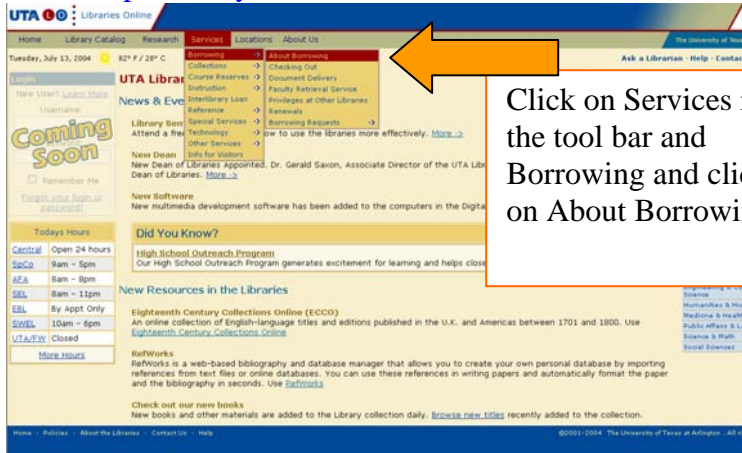 UTA Libraries Online
Home Library Catalog Research Services Locations About Us The University of Texas
Tuesday, July 13, 2004 82° F / 28° C Ask a Librarian · Help · Contact
Borrowing
Collections
Course Reserves
Instruction
Interlibrary Loan
Reference
Special Services
Technology
Other Services
Info for Visitors
About Borrowing
Checking Out
Document Delivery
Faculty Retrieval Service
Privileges at Other Libraries
Renewals
Borrowing Requests
Click on Services
the tool bar and
Borrowing and
on About
Login
New User? Learn More
Username:
Coming
Soon
Remember Me
Forgot your login or
password?
Todays Hours
Central Open 24 hours
SpCo 9am - 5pm
AFA 8am - 8pm
SEL 8am - 11pm
EBL By Appt Only
SWEL 10am - 6pm
UTA/FW Closed
More Hours
UTA
News &
Library
Attend a to use the libraries more effectively. More ->
New Dean
New Dean of Libraries Appointed. Dr. Gerald Saxon, Associate Director of the UTA
Dean of Libraries. More ->
New Software
New multimedia development software has been added to the computers in the
Did You Know?
High School Outreach Program
Our High School Outreach Program generates excitement for learning and helps
New Resources in the Libraries
Eighteenth Century Collections Online (ECCO)
An online collection of English-language titles and editions published in the U.K. and Americas between 1701 and 1800. Use
Eighteenth Century Collections Online
RefWorks
RefWorks is a web-based bibliography and database manager that allows you to create your own personal database by importing
references from text files or online databases. You can use these references in writing papers and automatically format the paper
and the bibliography in seconds. Use RefWorks
Check out our new books
New books and other materials are added to the Library collection daily. Browse new titles recently added to the collection.
Science
Humanities &
Medicine &
Public Affairs &
Science & Math
Social Sciences
Home · Policies · About the Libraries · Contact Us · Help ©2001-2004 The University of Texas at Arlington · All